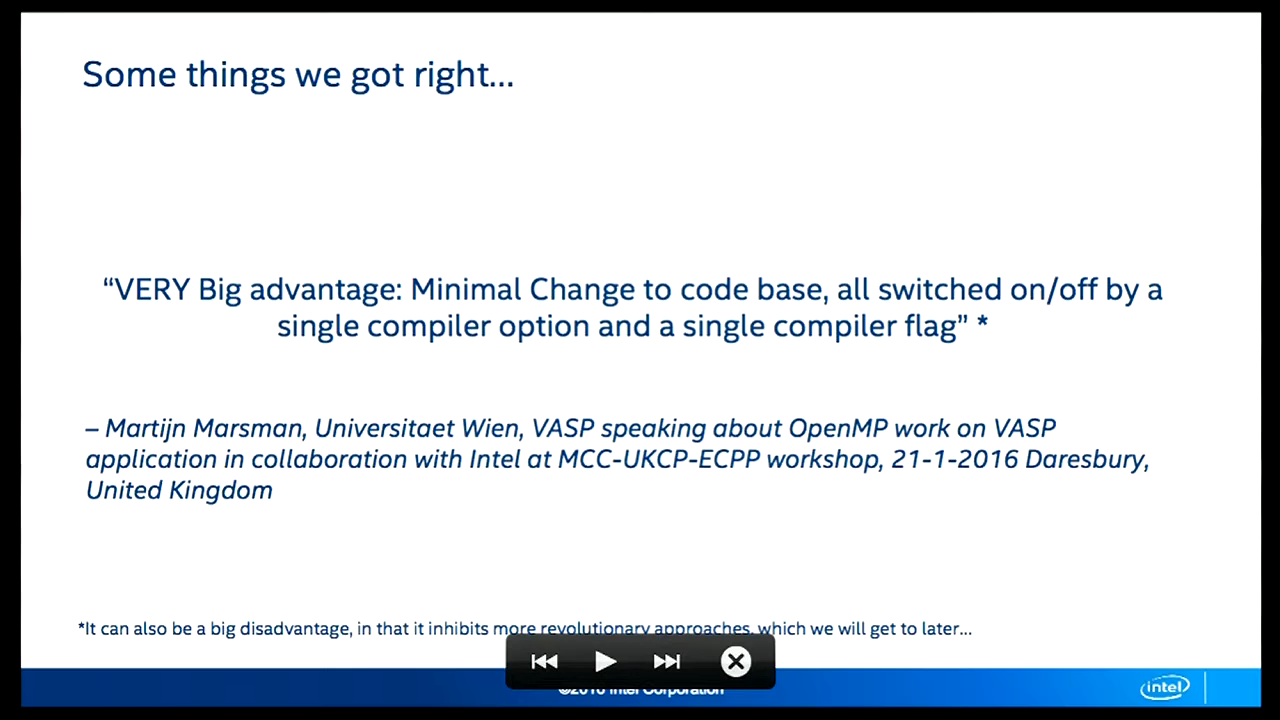 Some things we got right...
“VERY Big advantage: Minimal Change to code base, all switched on/off by a
single compiler option and a single compiler flag” *
– Martijn Marsman, Universitaet Wien, VASP speaking about OpenMP work on VASP
application in collaboration with Intel at MCC-UKCP-ECPP workshop, 21-1-2016 Daresbury,
United Kingdom
*It can also be a big disadvantage, in that it inhibits more revolutionary approaches, which we will get to later...
©2016 Intel Corporation
intel